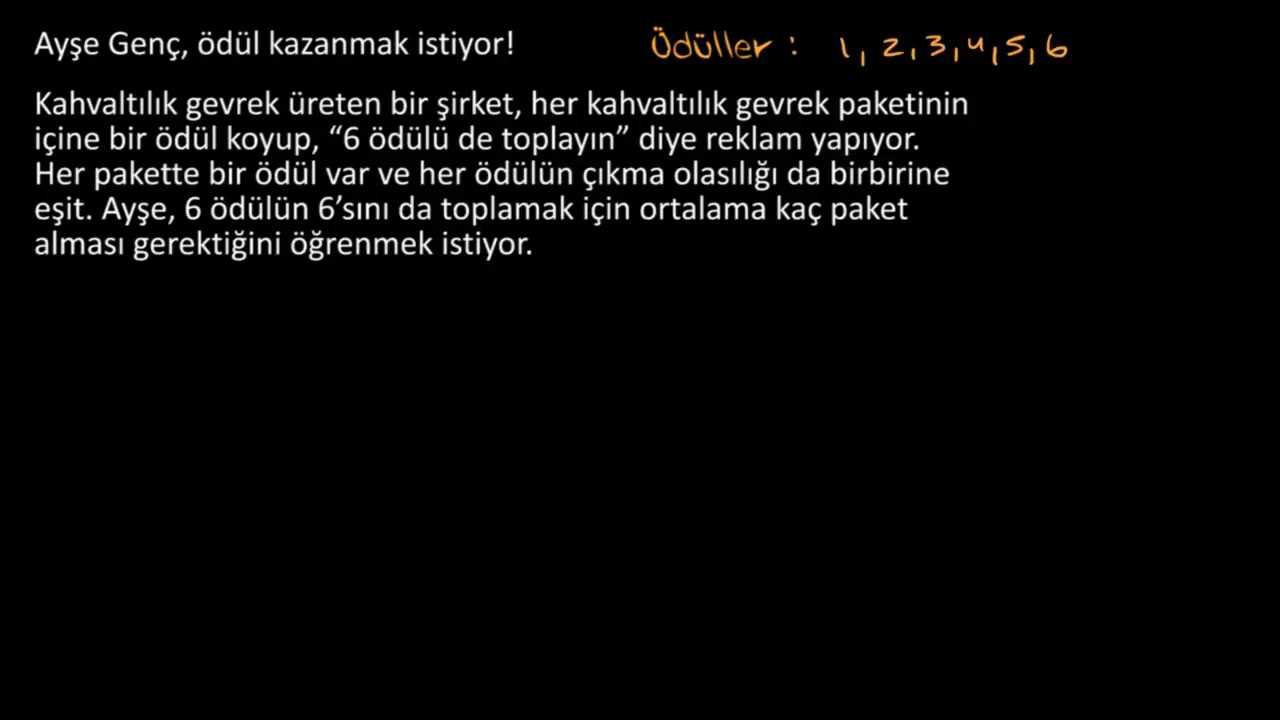 Ayşe Genç, ödül kazanmak istiyor!
Ödüller : 1, 2, 3, 4, 5, 6
Kahvaltılık gevrek üreten bir şirket, her kahvaltılık gevrek paketinin
içine bir ödül koyup, “6 ödülü de toplayın” diye reklam yapıyor.
Her pakette bir ödül var ve her ödülün çıkma olasılığı da birbirine
eşit. Ayşe, 6 ödülün 6’sını da toplamak için ortalama kaç paket
alması gerektiğini öğrenmek istiyor.